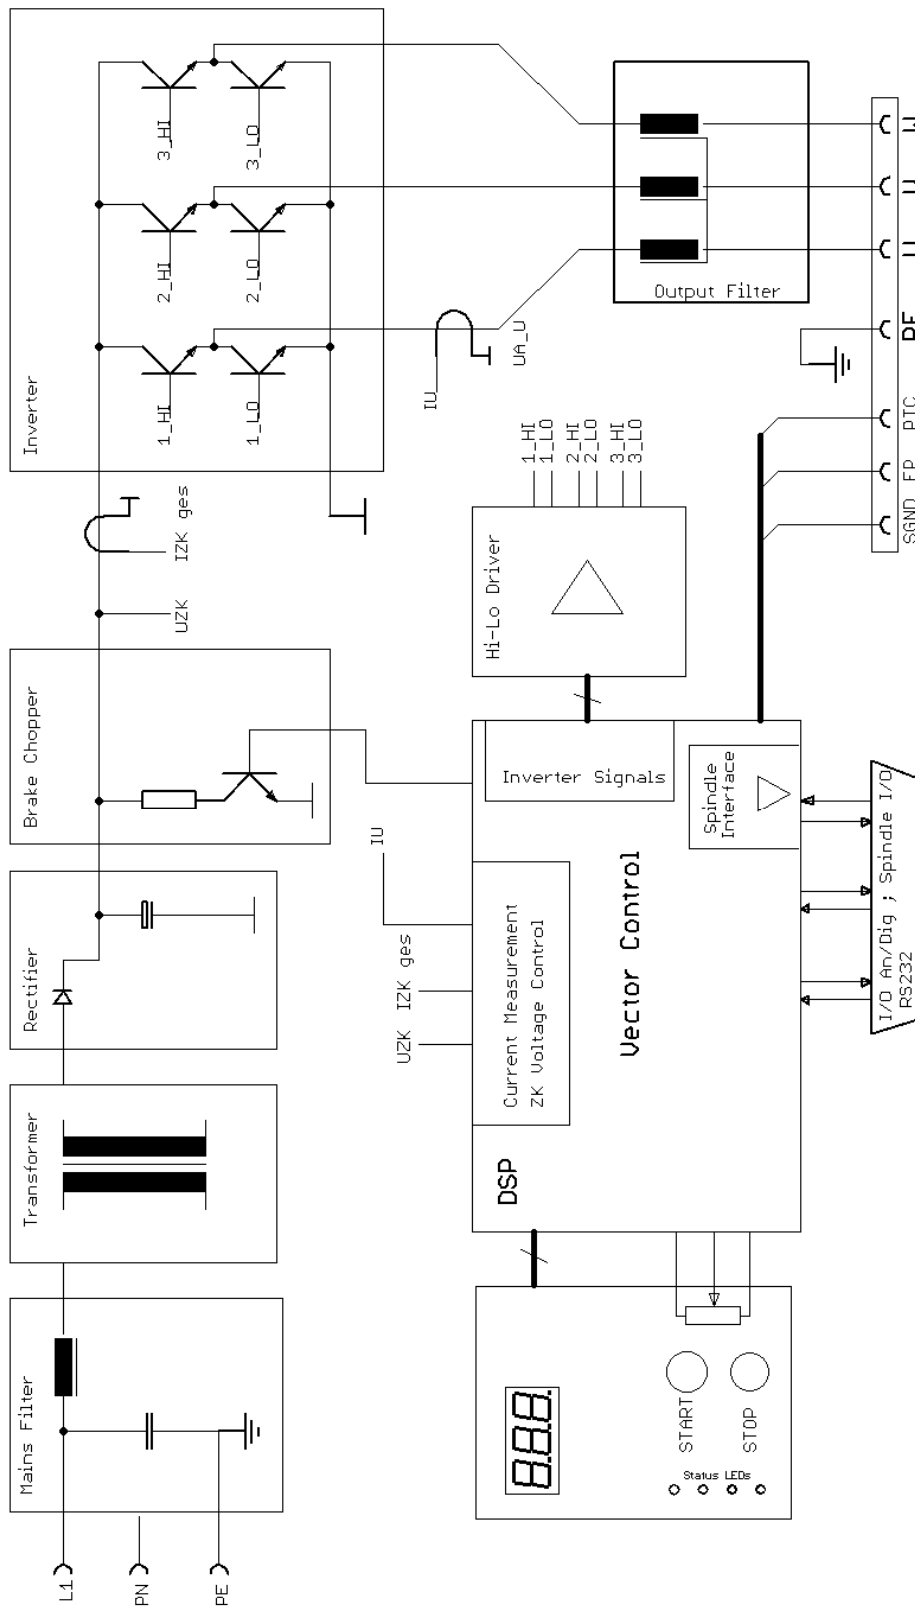 Mains Filter
Transformer
Rectifier
Brake Chopper
Inverter
L1
PN
PE
UZK
IZK ges
1_HI
2_HI
3_HI
1_LO
2_LO
3_LO
UZK
IZK ges
IU
IU
UA_U
DSP
Current Measurement
ZK Voltage Control
Inverter Signals
Hi-Lo Driver
1_HI
1_LO
2_HI
2_LO
3_HI
3_LO
Output Filter
8.8.8.
START
STOP
Status LEDs
Vector Control
Spindle
Interface
I/O An/Dig ; Spindle I/O
RS232
SGND
FP
PTC
PE